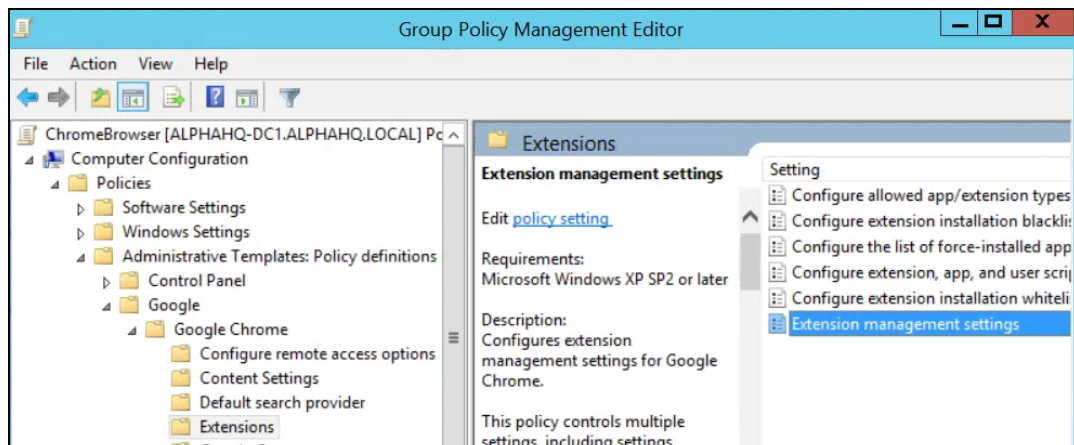 Group Policy Management Editor
File Action View Help
ChromeBrowser [ALPHAHQ-DC1.ALPHAHQ.LOCAL] Pc
Computer Configuration
Policies
Software Settings
Windows Settings
Administrative Templates: Policy definitions
Control Panel
Google
Google Chrome
Configure remote access options
Content Settings
Default search provider
Extensions
Extensions
Extension management settings
Edit policy setting
Requirements:
Microsoft Windows XP SP2 or later
Description:
Configures extension
management settings for Google
Chrome.
This policy controls multiple
settings, including settings
Setting
Configure allowed app/extension types
Configure extension installation blacklis
Configure the list of force-installed app
Configure extension, app, and user scrip
Configure extension installation whiteli
Extension management settings